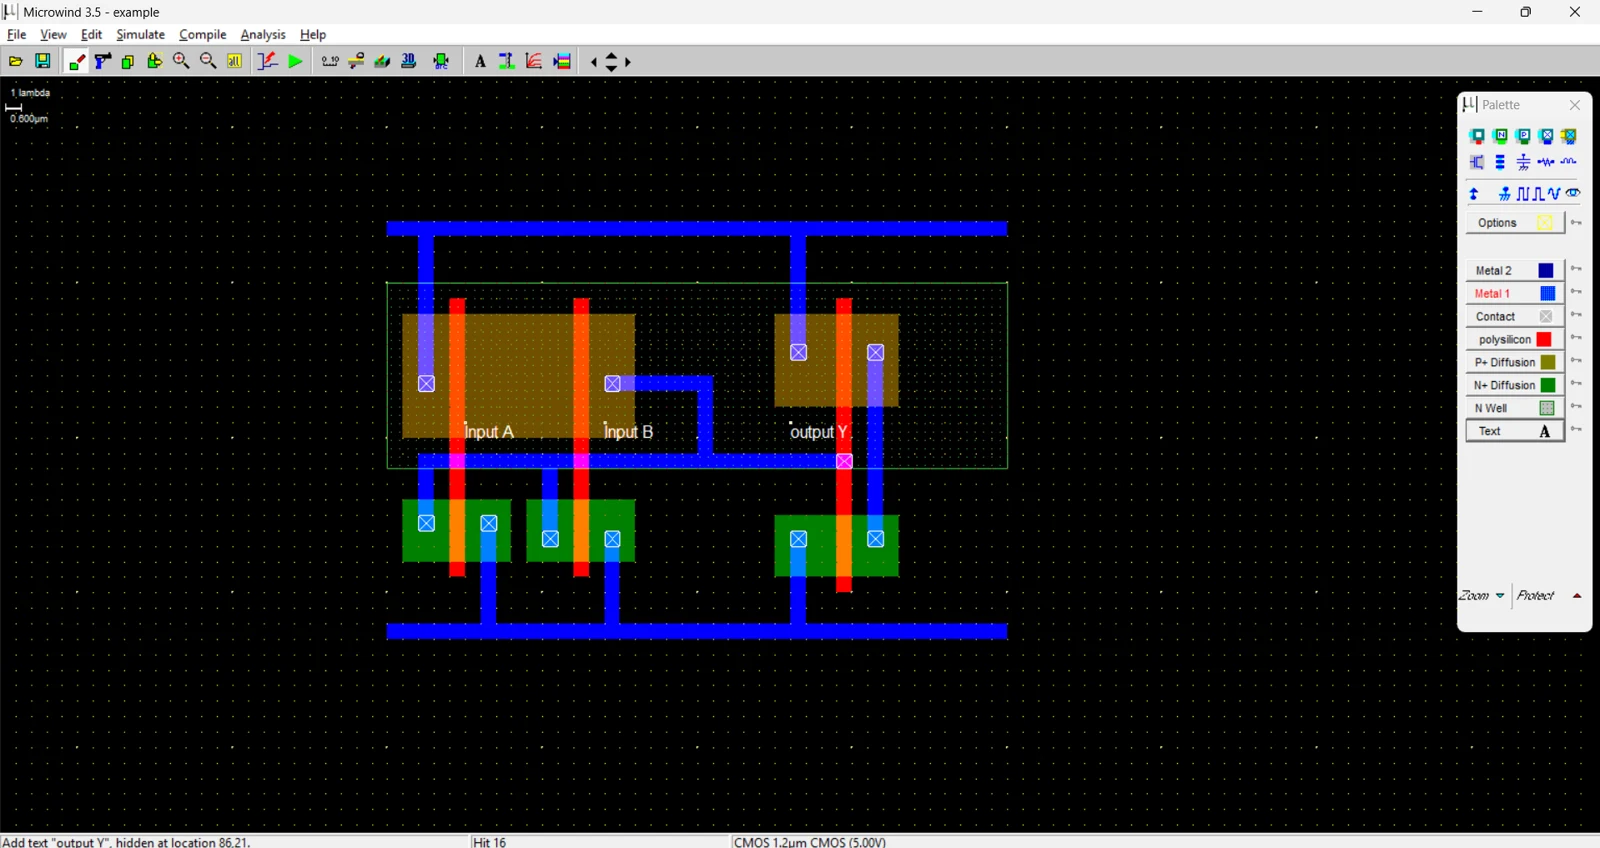 Microwind 3.5 - example
File View Edit Simulate Compile Analysis Help
1 lambda
0.600µm
Palette
Options
Metal 2
Metal 1
Contact
polysilicon
P+ Diffusion
N+ Diffusion
N Well
Text A
Zoom Protect
Input A
Input B
output Y
Add text "output Y", hidden at location 86,21.
Hit 16
CMOS 1.2µm CMOS (5.00V)